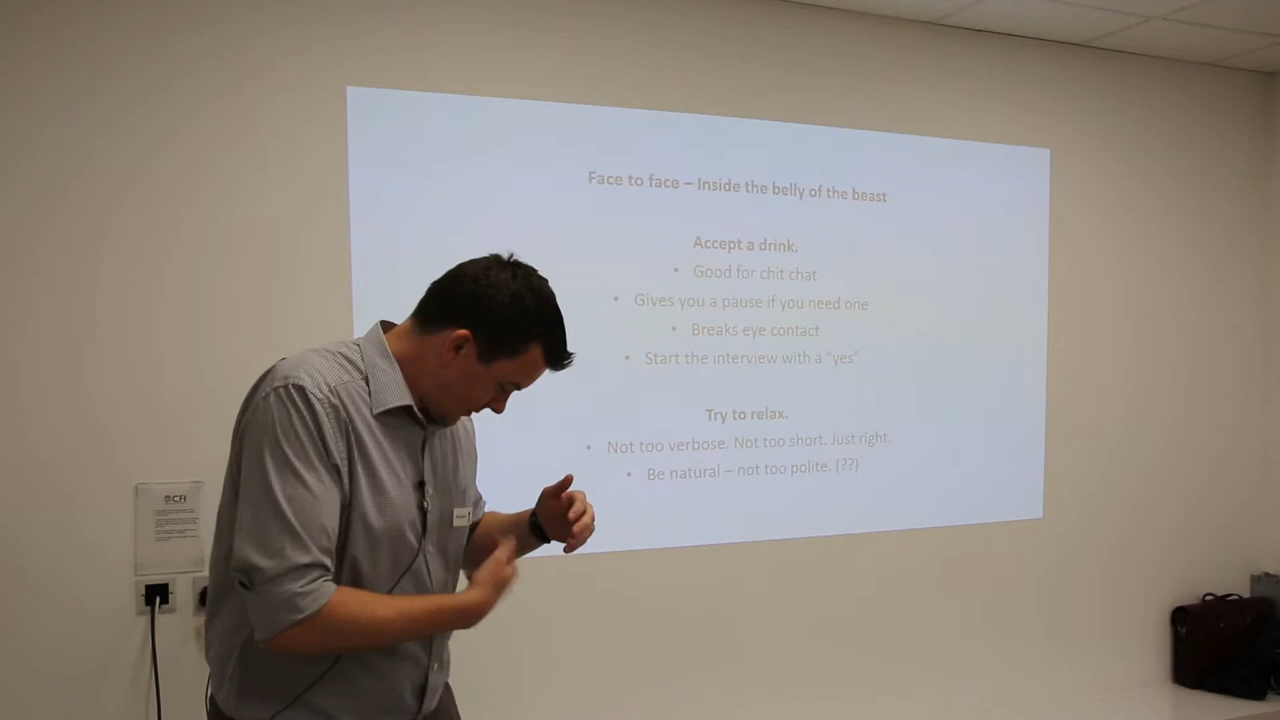 Face to face – Inside the belly of the beast
Accept a drink.
• Good for chit chat
• Gives you a pause if you need one
• Breaks eye contact
• Start the interview with a "yes"
Try to relax.
• Not too verbose. Not too short. Just right.
• Be natural – not too polite. (??)
CFI